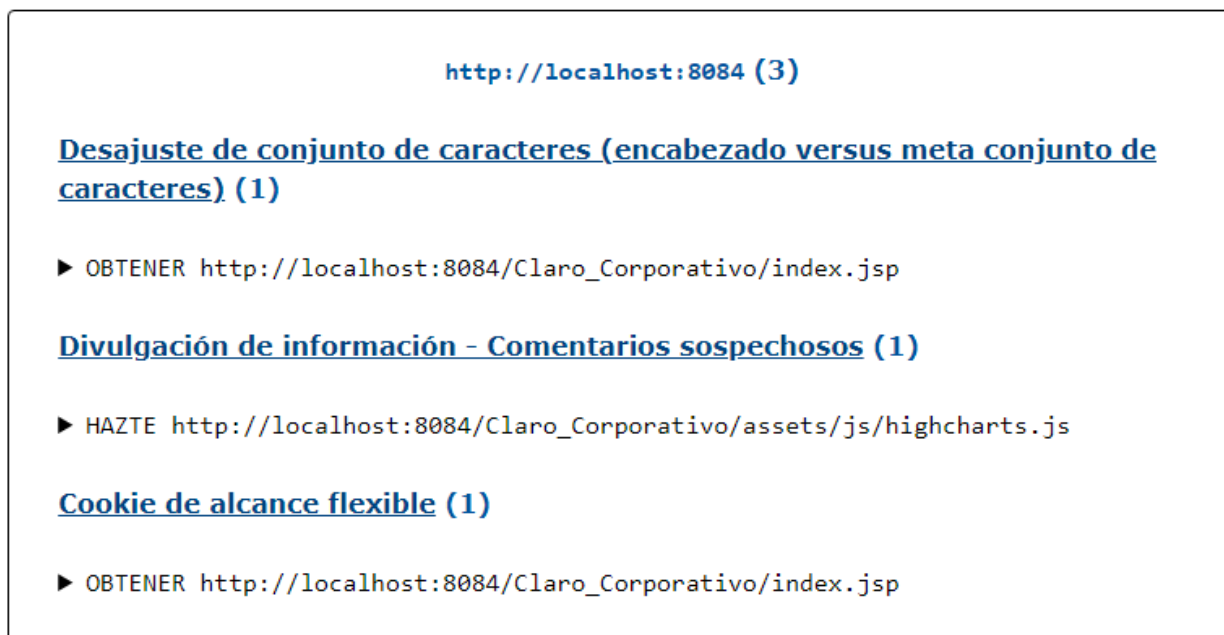 http://localhost:8084 (3)
Desajuste de conjunto de caracteres (encabezado versus meta conjunto de
caracteres) (1)
▶ OBTENER http://localhost:8084/Claro_Corporativo/index.jsp
Divulgación de información - Comentarios sospechosos (1)
▶ HAZTE http://localhost:8084/Claro_Corporativo/assets/js/highcharts.js
Cookie de alcance flexible (1)
▶ OBTENER http://localhost:8084/Claro_Corporativo/index.jsp